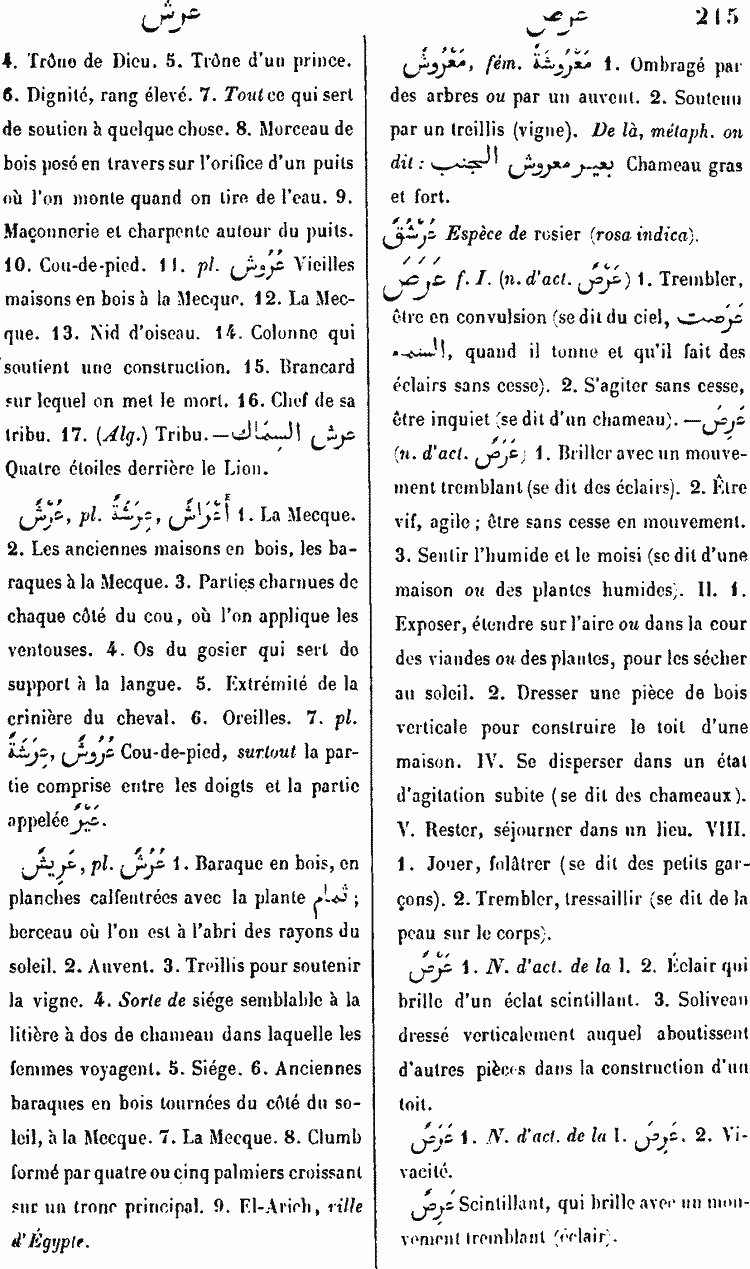 عرش
عرص 215
4. Trône de Dieu. 5. Trône d'un prince.
6. Dignité, rang élevé. 7. Tout ce qui sert
de soutien à quelque chose. 8. Morceau de
bois posé en travers sur l'orifice d'un puits
où l'on monte quand on tire de l'eau. 9.
Maçonnerie et charpente autour du puits.
10. Cou-de-pied. 11. pl. عُرُوشٌ Vieilles
maisons en bois à la Mecque. 12. La Mec-
que. 13. Nid d'oiseau. 14. Colonne qui
soutient une construction. 15. Brancard
sur lequel on met le mort. 16. Chef de sa
tribu. 17. (Alg.) Tribu.—عرش السِمَاك
Quatre étoiles derrière le Lion.
عُرْشٌ, pl. عِرَشَةٌ, أَعْرَاشٌ 1. La Mecque.
2. Les anciennes maisons en bois, les ba-
raques à la Mecque. 3. Parties charnues de
chaque côté du cou, où l'on applique les
ventouses. 4. Os du gosier qui sert de
support à la langue. 5. Extrémité de la
crinière du cheval. 6. Oreilles. 7. pl.
عِرَشَةٌ, عُرُوشٌ Cou-de-pied, surtout la par-
tie comprise entre les doigts et la partie
appelée عَيْرٌ.
عَرِيشٌ, pl. عُرُشٌ 1. Baraque en bois, en
planches calfentrées avec la plante ثمام ;
berceau où l'on est à l'abri des rayons du
soleil. 2. Auvent. 3. Treillis pour soutenir
la vigne. 4. Sorte de siége semblable à la
litière à dos de chameau dans laquelle les
femmes voyagent. 5. Siége. 6. Anciennes
baraques en bois tournées du côté du so-
leil, à la Mecque. 7. La Mecque. 8. Clumb
formé par quatre ou cinq palmiers croissant
sur un tronc principal. 9. El-Arich, ville
d'Égypte.
مَعْرُوشٌ, fém. مَعْرُوشَةٌ 1. Ombragé par
des arbres ou par un auvent. 2. Soutenu
par un treillis (vigne). De là, métaph. on
dit : بعير معروش الجنب Chameau gras
et fort.
عُرْشُقٌ Espèce de rosier (rosa indica).
عَرَصَ f. I. (n. d'act. عَرْصٌ) 1. Trembler,
être en convulsion (se dit du ciel, عَرَصت
السماء, quand il tonne et qu'il fait des
éclairs sans cesse). 2. S'agiter sans cesse,
être inquiet (se dit d'un chameau). —عَرِصَ
(n. d'act. عَرَصٌ) 1. Briller avec un mouve-
ment tremblant (se dit des éclairs). 2. Être
vif, agile ; être sans cesse en mouvement.
3. Sentir l'humide et le moisi (se dit d'une
maison ou des plantes humides). II. 1.
Exposer, étendre sur l'aire ou dans la cour
des viandes ou des plantes, pour les sécher
au soleil. 2. Dresser une pièce de bois
verticale pour construire le toit d'une
maison. IV. Se disperser dans un état
d'agitation subite (se dit des chameaux).
V. Rester, séjourner dans un lieu. VIII.
1. Jouer, folâtrer (se dit des petits gar-
çons). 2. Trembler, tressaillir (se dit de la
peau sur le corps).
عَرْصٌ 1. N. d'act. de la I. 2. Éclair qui
brille d'un éclat scintillant. 3. Soliveau
dressé verticalement auquel aboutissent
d'autres pièces dans la construction d'un
toit.
عَرَصٌ 1. N. d'act. de la I. عَرِصَ. 2. Vi-
vacité.
عَرِصٌ Scintillant, qui brille avec un mou-
vement tremblant (éclair).